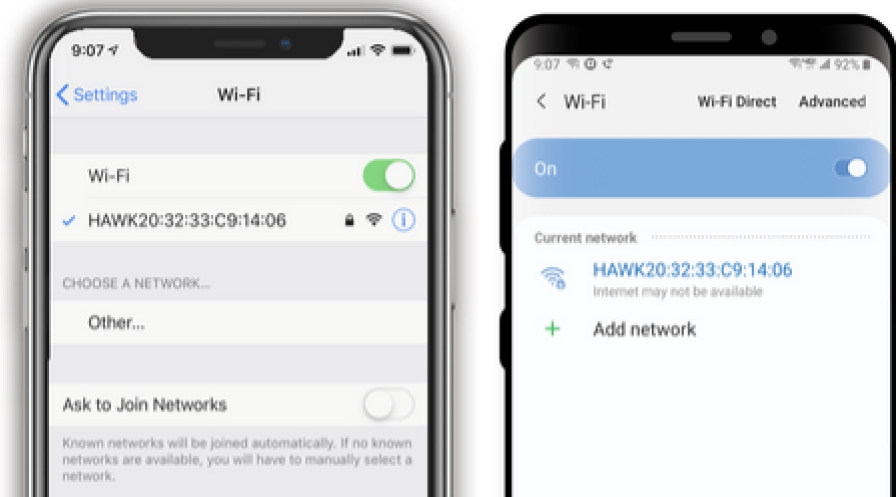 9:07
Settings
Wi-Fi
Wi-Fi
HAWK20:32:33:C9:14:06
CHOOSE A NETWORK...
Other...
Ask to Join Networks
Known networks will be joined automatically. If no known
networks are available, you will have to manually select a
network.
9:07
92%
Wi-Fi
Wi-Fi Direct
Advanced
On
Current network
HAWK20:32:33:C9:14:06
Internet may not be available
Add network